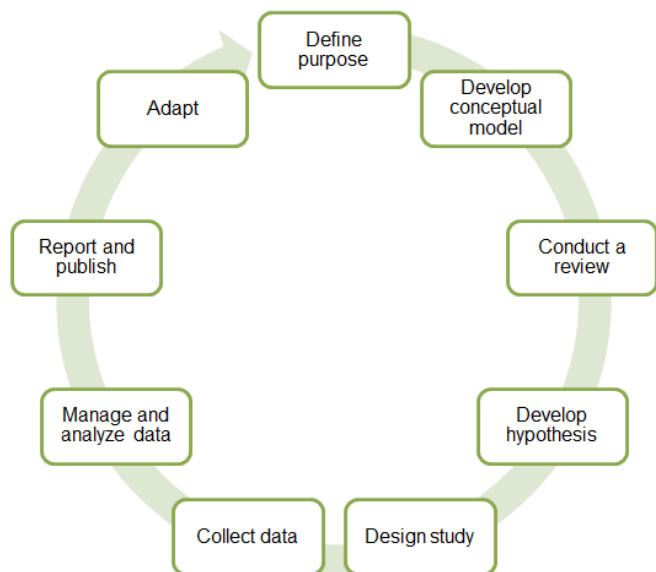 Define
purpose
Develop
conceptual
model
Conduct a
review
Develop
hypothesis
Design study
Collect data
Manage and
analyze data
Report and
publish
Adapt